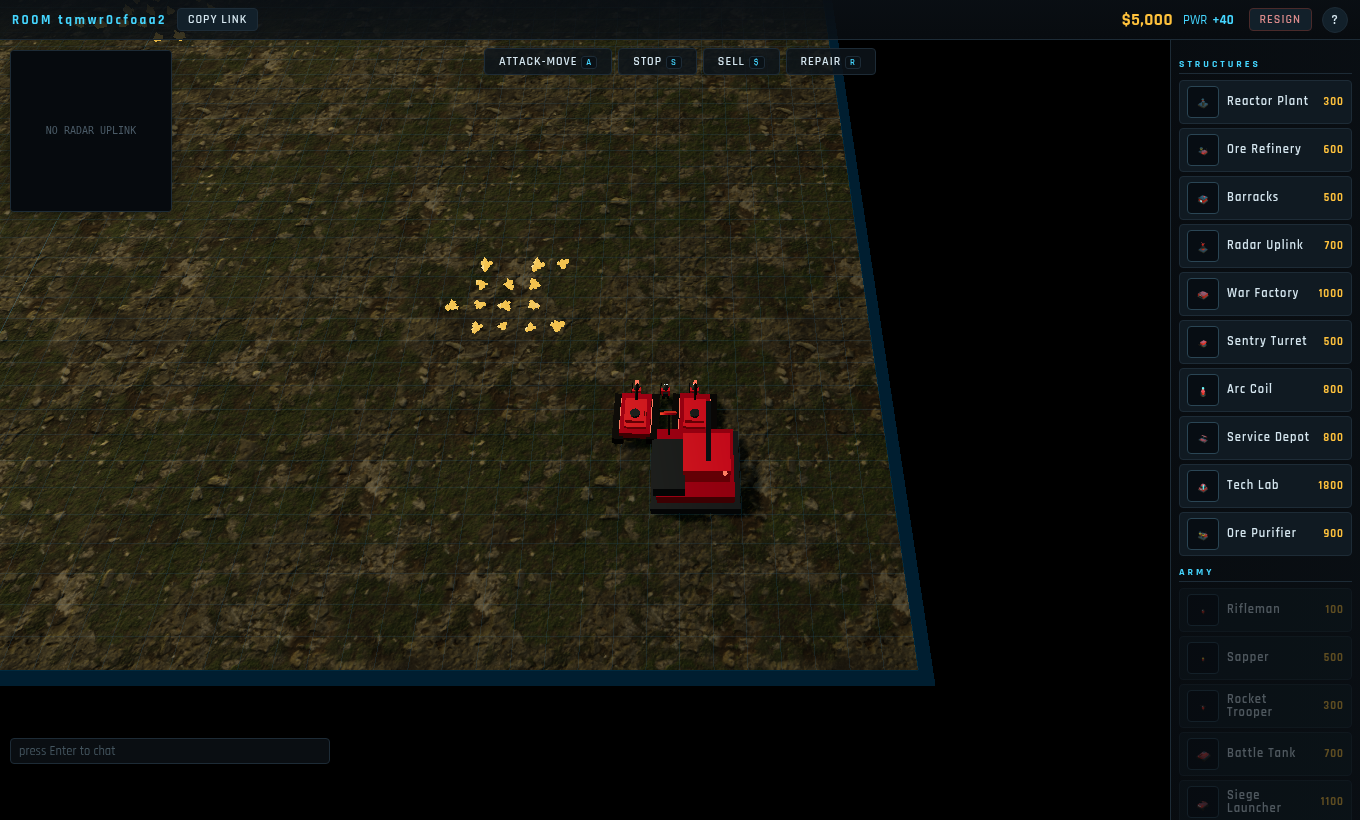 ROOM tqmwr0cfoaa2
COPY LINK
$5,000
PWR +40
RESIGN
?
NO RADAR UPLINK
ATTACK-MOVE A
STOP S
SELL $
REPAIR R
STRUCTURES
Reactor Plant 300
Ore Refinery 600
Barracks 500
Radar Uplink 700
War Factory 1000
Sentry Turret 500
Arc Coil 800
Service Depot 800
Tech Lab 1800
Ore Purifier 900
ARMY
Rifleman 100
Sapper 500
Rocket
Trooper 300
Battle Tank 700
Siege
Launcher 1100
press Enter to chat